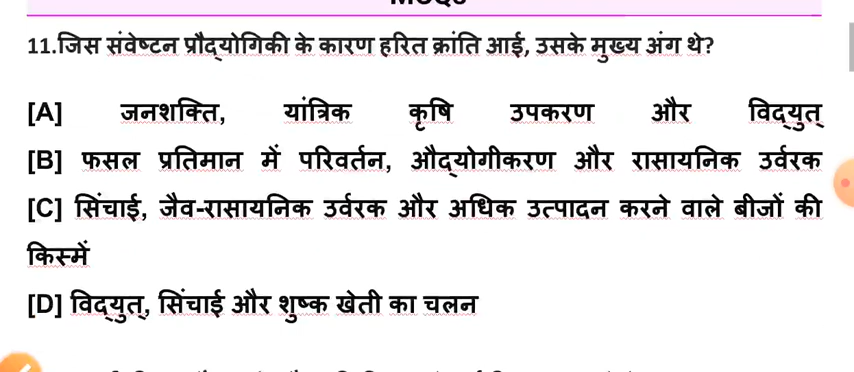 11.जिस संवेष्टन प्रौद्योगिकी के कारण हरित क्रांति आई, उसके मुख्य अंग थे?
[A] जनशक्ति, यांत्रिक कृषि उपकरण और विद्युत्
[B] फसल प्रतिमान में परिवर्तन, औद्योगीकरण और रासायनिक उर्वरक
[C] सिंचाई, जैव-रासायनिक उर्वरक और अधिक उत्पादन करने वाले बीजों की
किस्में
[D] विद्युत्, सिंचाई और शुष्क खेती का चलन